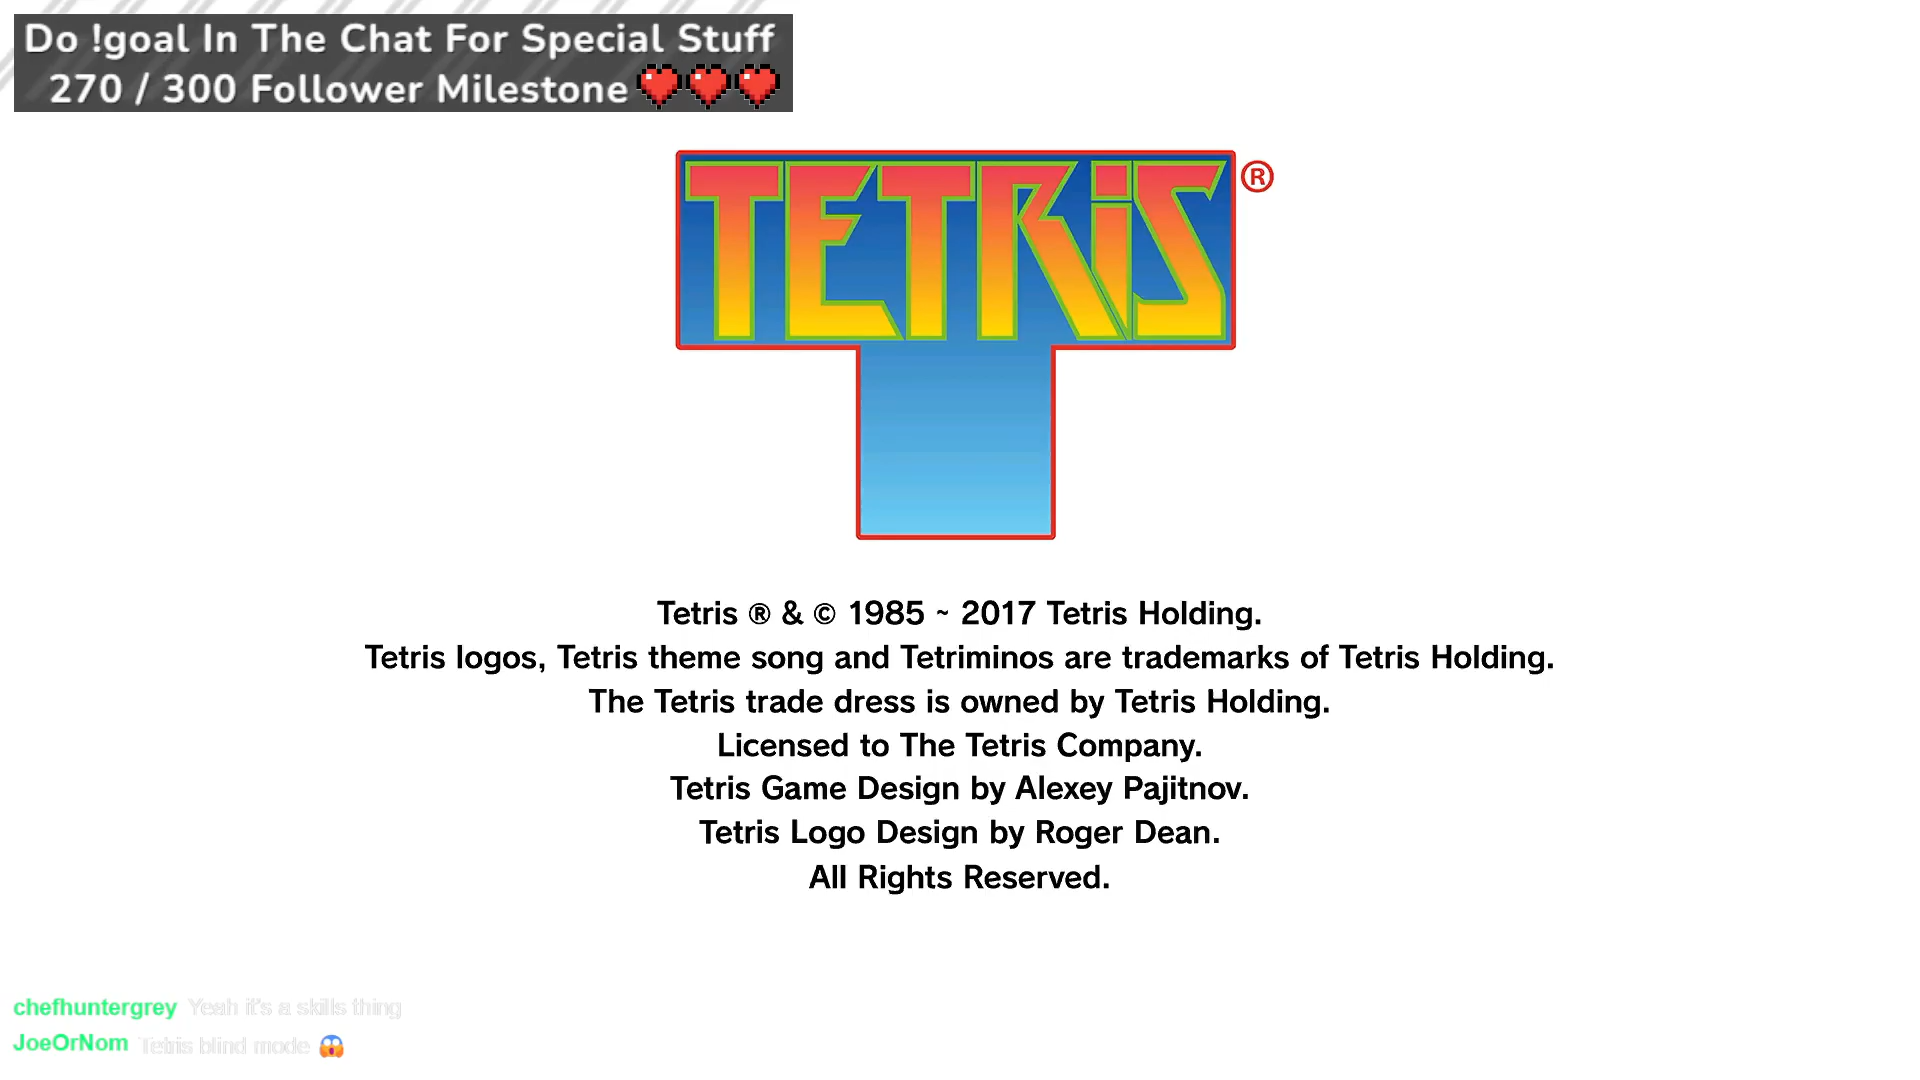 Do !goal In The Chat For Special Stuff
270 / 300 Follower Milestone
TETRiS®
Tetris ® & © 1985 ~ 2017 Tetris Holding.
Tetris logos, Tetris theme song and Tetriminos are trademarks of Tetris Holding.
The Tetris trade dress is owned by Tetris Holding.
Licensed to The Tetris Company.
Tetris Game Design by Alexey Pajitnov.
Tetris Logo Design by Roger Dean.
All Rights Reserved.
chefhuntergrey Yeah it's a skills thing
JoeOrNom Tetris blind mode 😱